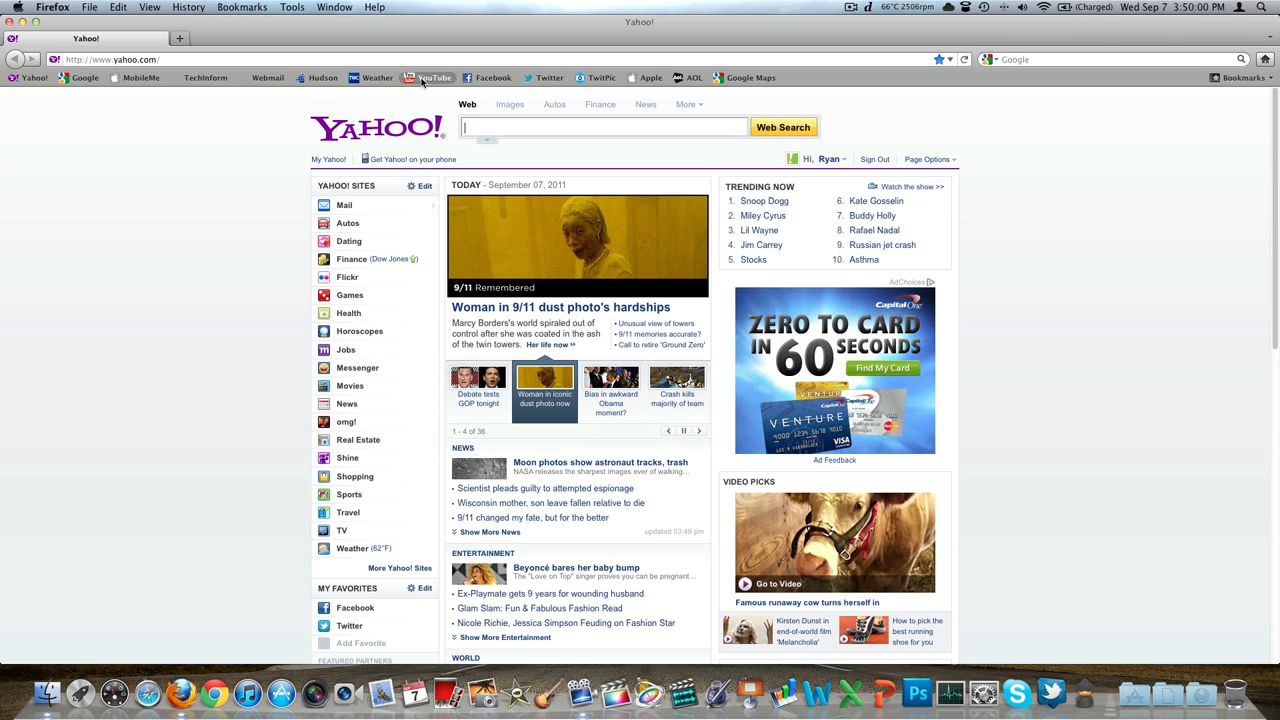 Firefox File Edit View History Bookmarks Tools Window Help 66°C 2506rpm (Charged) Wed Sep 7 3:50:00 PM
Yahoo!
Yahoo!
http://www.yahoo.com/ Google
Yahoo! Google MobileMe TechInform Webmail Hudson Weather YouTube Facebook Twitter TwitPic Apple AOL Google Maps Bookmarks
Web Images Autos Finance News More
YAHOO! Web Search
My Yahoo! Get Yahoo! on your phone Hi, Ryan Sign Out Page Options
YAHOO! SITES Edit
Mail
Autos
Dating
Finance (Dow Jones)
Flickr
Games
Health
Horoscopes
Jobs
Messenger
Movies
News
omg!
Real Estate
Shine
Shopping
Sports
Travel
TV
Weather (62°F)
More Yahoo! Sites
MY FAVORITES Edit
Facebook
Twitter
Add Favorite
FEATURED PARTNERS
TODAY - September 07, 2011
9/11 Remembered
Woman in 9/11 dust photo's hardships
Marcy Borders's world spiraled out of
control after she was coated in the ash
of the twin towers. Her life now »
Unusual view of towers
9/11 memories accurate?
Call to retire 'Ground Zero'
Debate tests
GOP tonight
Woman in iconic
dust photo now
Bias in awkward
Obama
moment?
Crash kills
majority of team
1 - 4 of 36
NEWS
Moon photos show astronaut tracks, trash
NASA releases the sharpest images ever of walking...
Scientist pleads guilty to attempted espionage
Wisconsin mother, son leave fallen relative to die
9/11 changed my fate, but for the better
Show More News updated 03:49 pm
ENTERTAINMENT
Beyoncé bares her baby bump
The "Love on Top" singer proves you can be pregnant...
Ex-Playmate gets 9 years for wounding husband
Glam Slam: Fun & Fabulous Fashion Read
Nicole Richie, Jessica Simpson Feuding on Fashion Star
Show More Entertainment
WORLD
TRENDING NOW Watch the show >>
1. Snoop Dogg
2. Miley Cyrus
3. Lil Wayne
4. Jim Carrey
5. Stocks
6. Kate Gosselin
7. Buddy Holly
8. Rafael Nadal
9. Russian jet crash
10. Asthma
AdChoices
Capital One
ZERO TO CARD
IN 60 SECONDS
Find My Card
VENTURE
VISA
Ad Feedback
VIDEO PICKS
Go to Video
Famous runaway cow turns herself in
Kirsten Dunst in
end-of-world film
'Melancholia'
How to pick the
best running
shoe for you
7
W X P Ps